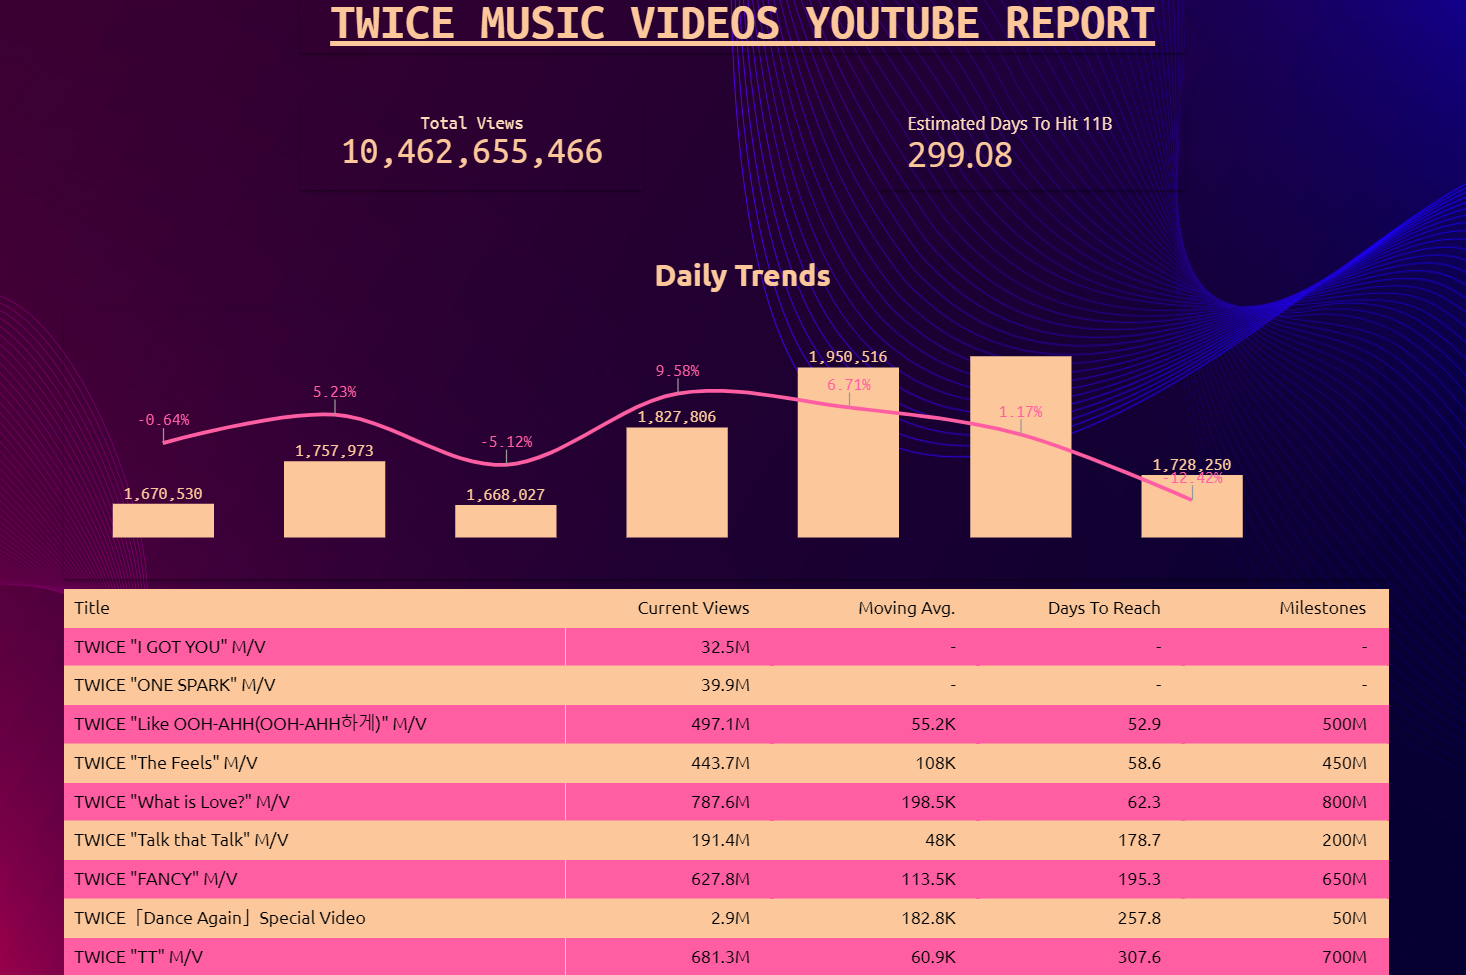 TWICE MUSIC VIDEOS YOUTUBE REPORT
Total Views
10,462,655,466
Estimated Days To Hit 11B
299.08
Daily Trends
-0.64%
5.23%
-5.12%
9.58%
6.71%
1.17%
-12.42%
1,670,530
1,757,973
1,668,027
1,827,806
1,950,516
1,728,250
Title Current Views Moving Avg. Days To Reach Milestones
TWICE "I GOT YOU" M/V 32.5M - - -
TWICE "ONE SPARK" M/V 39.9M - - -
TWICE "Like OOH-AHH(OOH-AHH하게)" M/V 497.1M 55.2K 52.9 500M
TWICE "The Feels" M/V 443.7M 108K 58.6 450M
TWICE "What is Love?" M/V 787.6M 198.5K 62.3 800M
TWICE "Talk that Talk" M/V 191.4M 48K 178.7 200M
TWICE "FANCY" M/V 627.8M 113.5K 195.3 650M
TWICE「Dance Again」Special Video 2.9M 182.8K 257.8 50M
TWICE "TT" M/V 681.3M 60.9K 307.6 700M